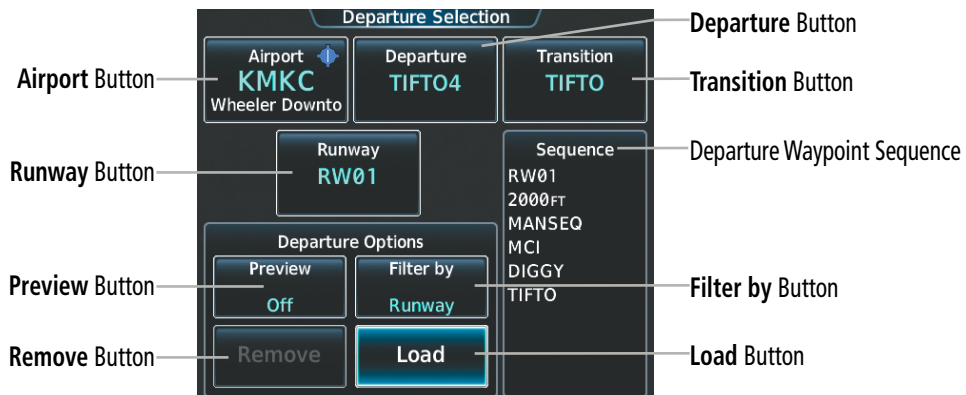 Departure Selection
Departure Button
Airport Button
Airport
KMKC
Wheeler Downto
Departure
TIFTO4
Transition
TIFTO
Transition Button
Runway Button
Runway
RW01
Sequence
Departure Waypoint Sequence
RW01
2000FT
MANSEQ
MCI
DIGGY
TIFTO
Departure Options
Preview Button
Preview
Off
Filter by
Runway
Filter by Button
Remove Button
Remove
Load
Load Button